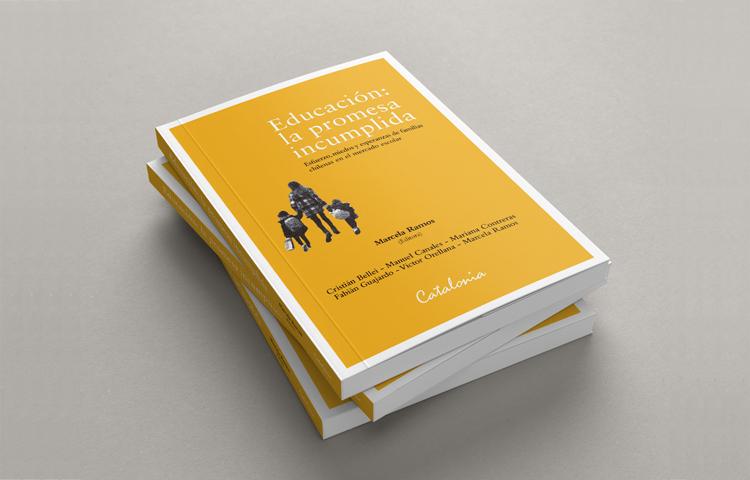 Educación:
la promesa
incumplida
Esfuerzo, miedos y esperanzas de familias
chilenas en el mercado escolar
Marcela Ramos
(Editora)
Cristián Bellei - Manuel Canales - Mariana Contreras
Fabián Guajardo - Víctor Orellana - Marcela Ramos
Catalonia